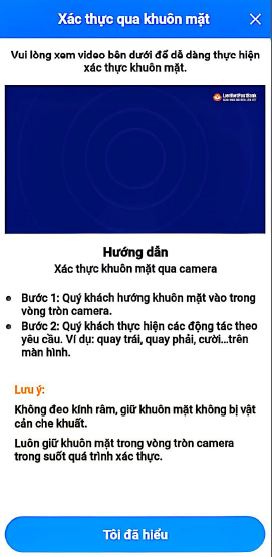 Xác thực qua khuôn mặt
Vui lòng xem video bên dưới để dễ dàng thực hiện
xác thực khuôn mặt.
LienVietPostBank
Hướng dẫn
Xác thực khuôn mặt qua camera
• Bước 1: Quý khách hướng khuôn mặt vào trong
vòng tròn camera.
• Bước 2: Quý khách thực hiện các động tác theo
yêu cầu. Ví dụ: quay trái, quay phải, cười...trên
màn hình.
Lưu ý:
Không đeo kính râm, giữ khuôn mặt không bị vật
cản che khuất.
Luôn giữ khuôn mặt trong vòng tròn camera
trong suốt quá trình xác thực.
Tôi đã hiểu